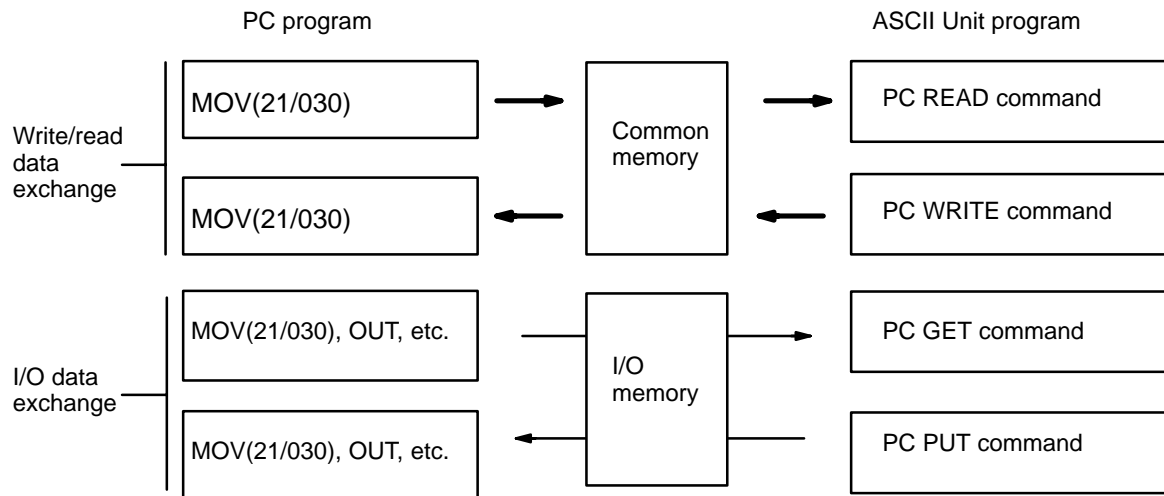 PC program
ASCII Unit program
Write/read
data
exchange
MOV(21/030)
MOV(21/030)
Common
memory
PC READ command
PC WRITE command
I/O data
exchange
MOV(21/030), OUT, etc.
MOV(21/030), OUT, etc.
I/O
memory
PC GET command
PC PUT command